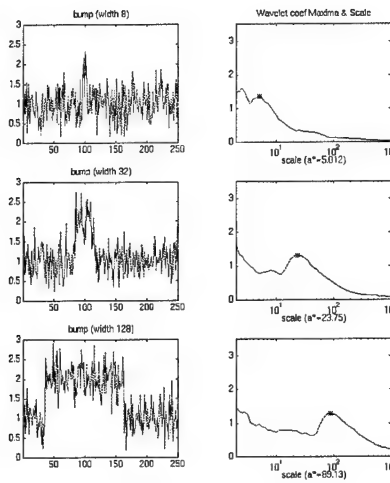 bump (width 8)
3
2.5
2
1.5
1
0.5
0
50 100 150 200 250
Wavelet coef Maxima & Scale
3
2
1
0
10¹ 10² 10
scale (a*=5.012)
bump (width 32)
3
2.5
2
1.5
1
0.5
0
50 100 150 200 250
3
2
1
0
10¹ 10² 10
scale (a*=23.75)
bump (width 128)
3
2.5
2
1.5
1
0.5
0
50 100 150 200 250
3
2
1
0
10¹ 10² 10
scale (a*=89.13)